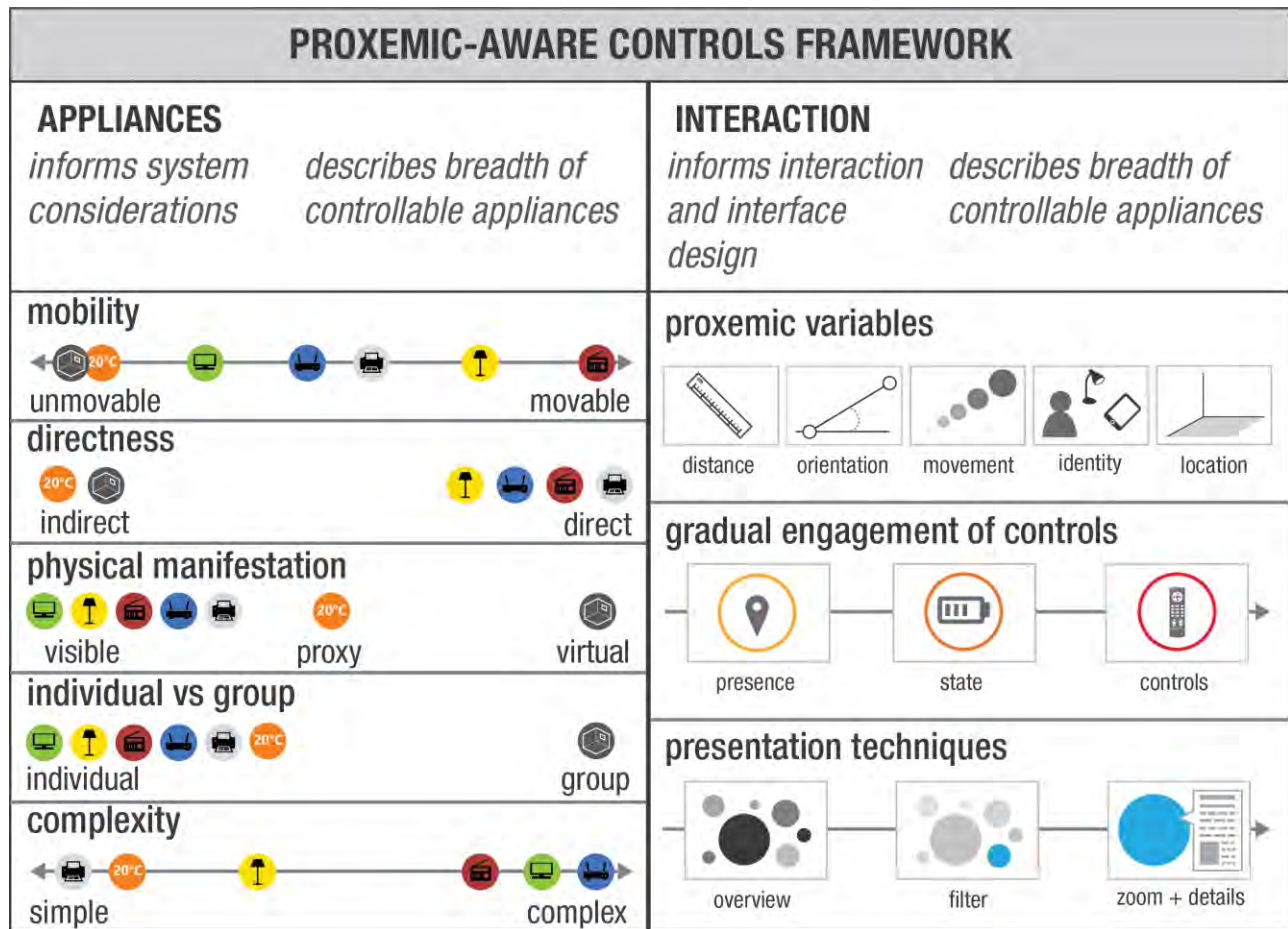 PROXEMIC-AWARE CONTROLS FRAMEWORK
APPLIANCES
informs system
considerations
describes breadth of
controllable appliances
mobility
20°C
unmovable
movable
directness
20°C
indirect
direct
physical manifestation
20°C
visible
proxy
virtual
individual vs group
20°C
individual
group
complexity
20°C
simple
complex
INTERACTION
informs interaction
and interface
design
describes breadth of
controllable appliances
proxemic variables
distance
orientation
movement
identity
location
gradual engagement of controls
presence
state
controls
presentation techniques
overview
filter
zoom + details